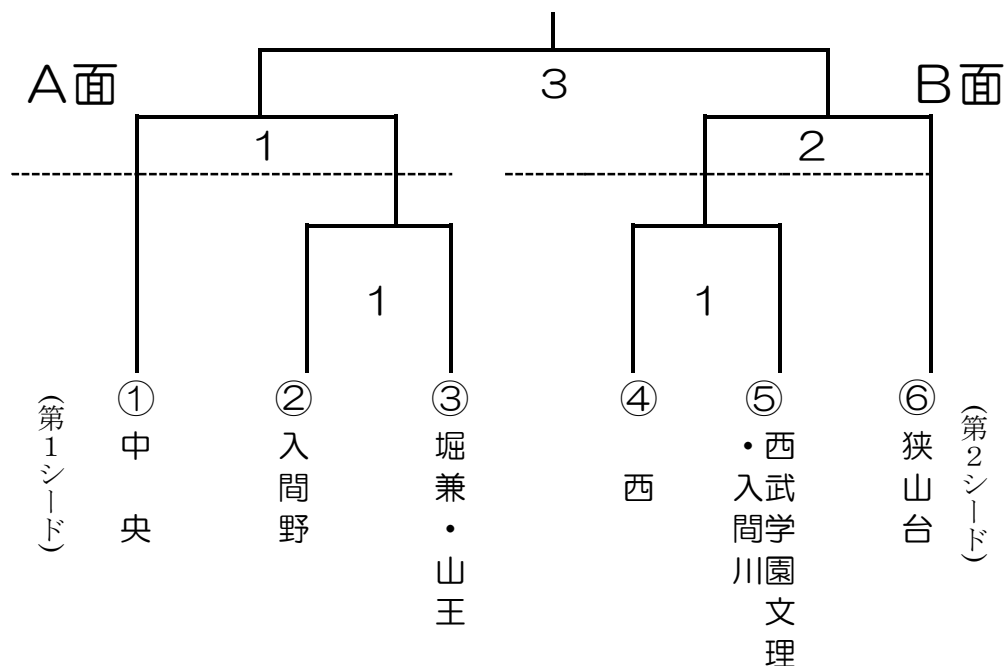 A面
B面
3
1
2
1
1
①
②
③
④
⑤
⑥
(第1シード)
中央
入間野
堀兼・山王
西
西武学園文理
・入間川
狭山台
(第2シード)